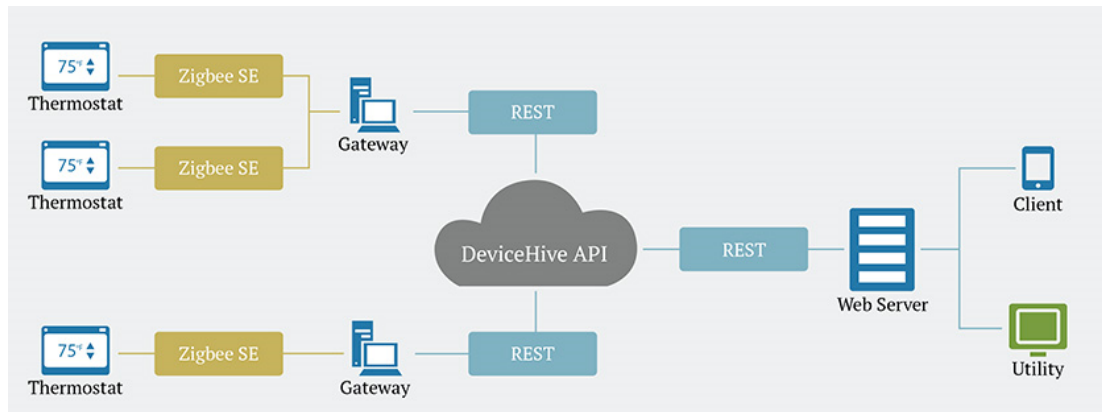 75°F
Thermostat
Zigbee SE
75°F
Thermostat
Zigbee SE
Gateway
REST
DeviceHive API
REST
Web Server
Client
Utility
75°F
Thermostat
Zigbee SE
Gateway
REST